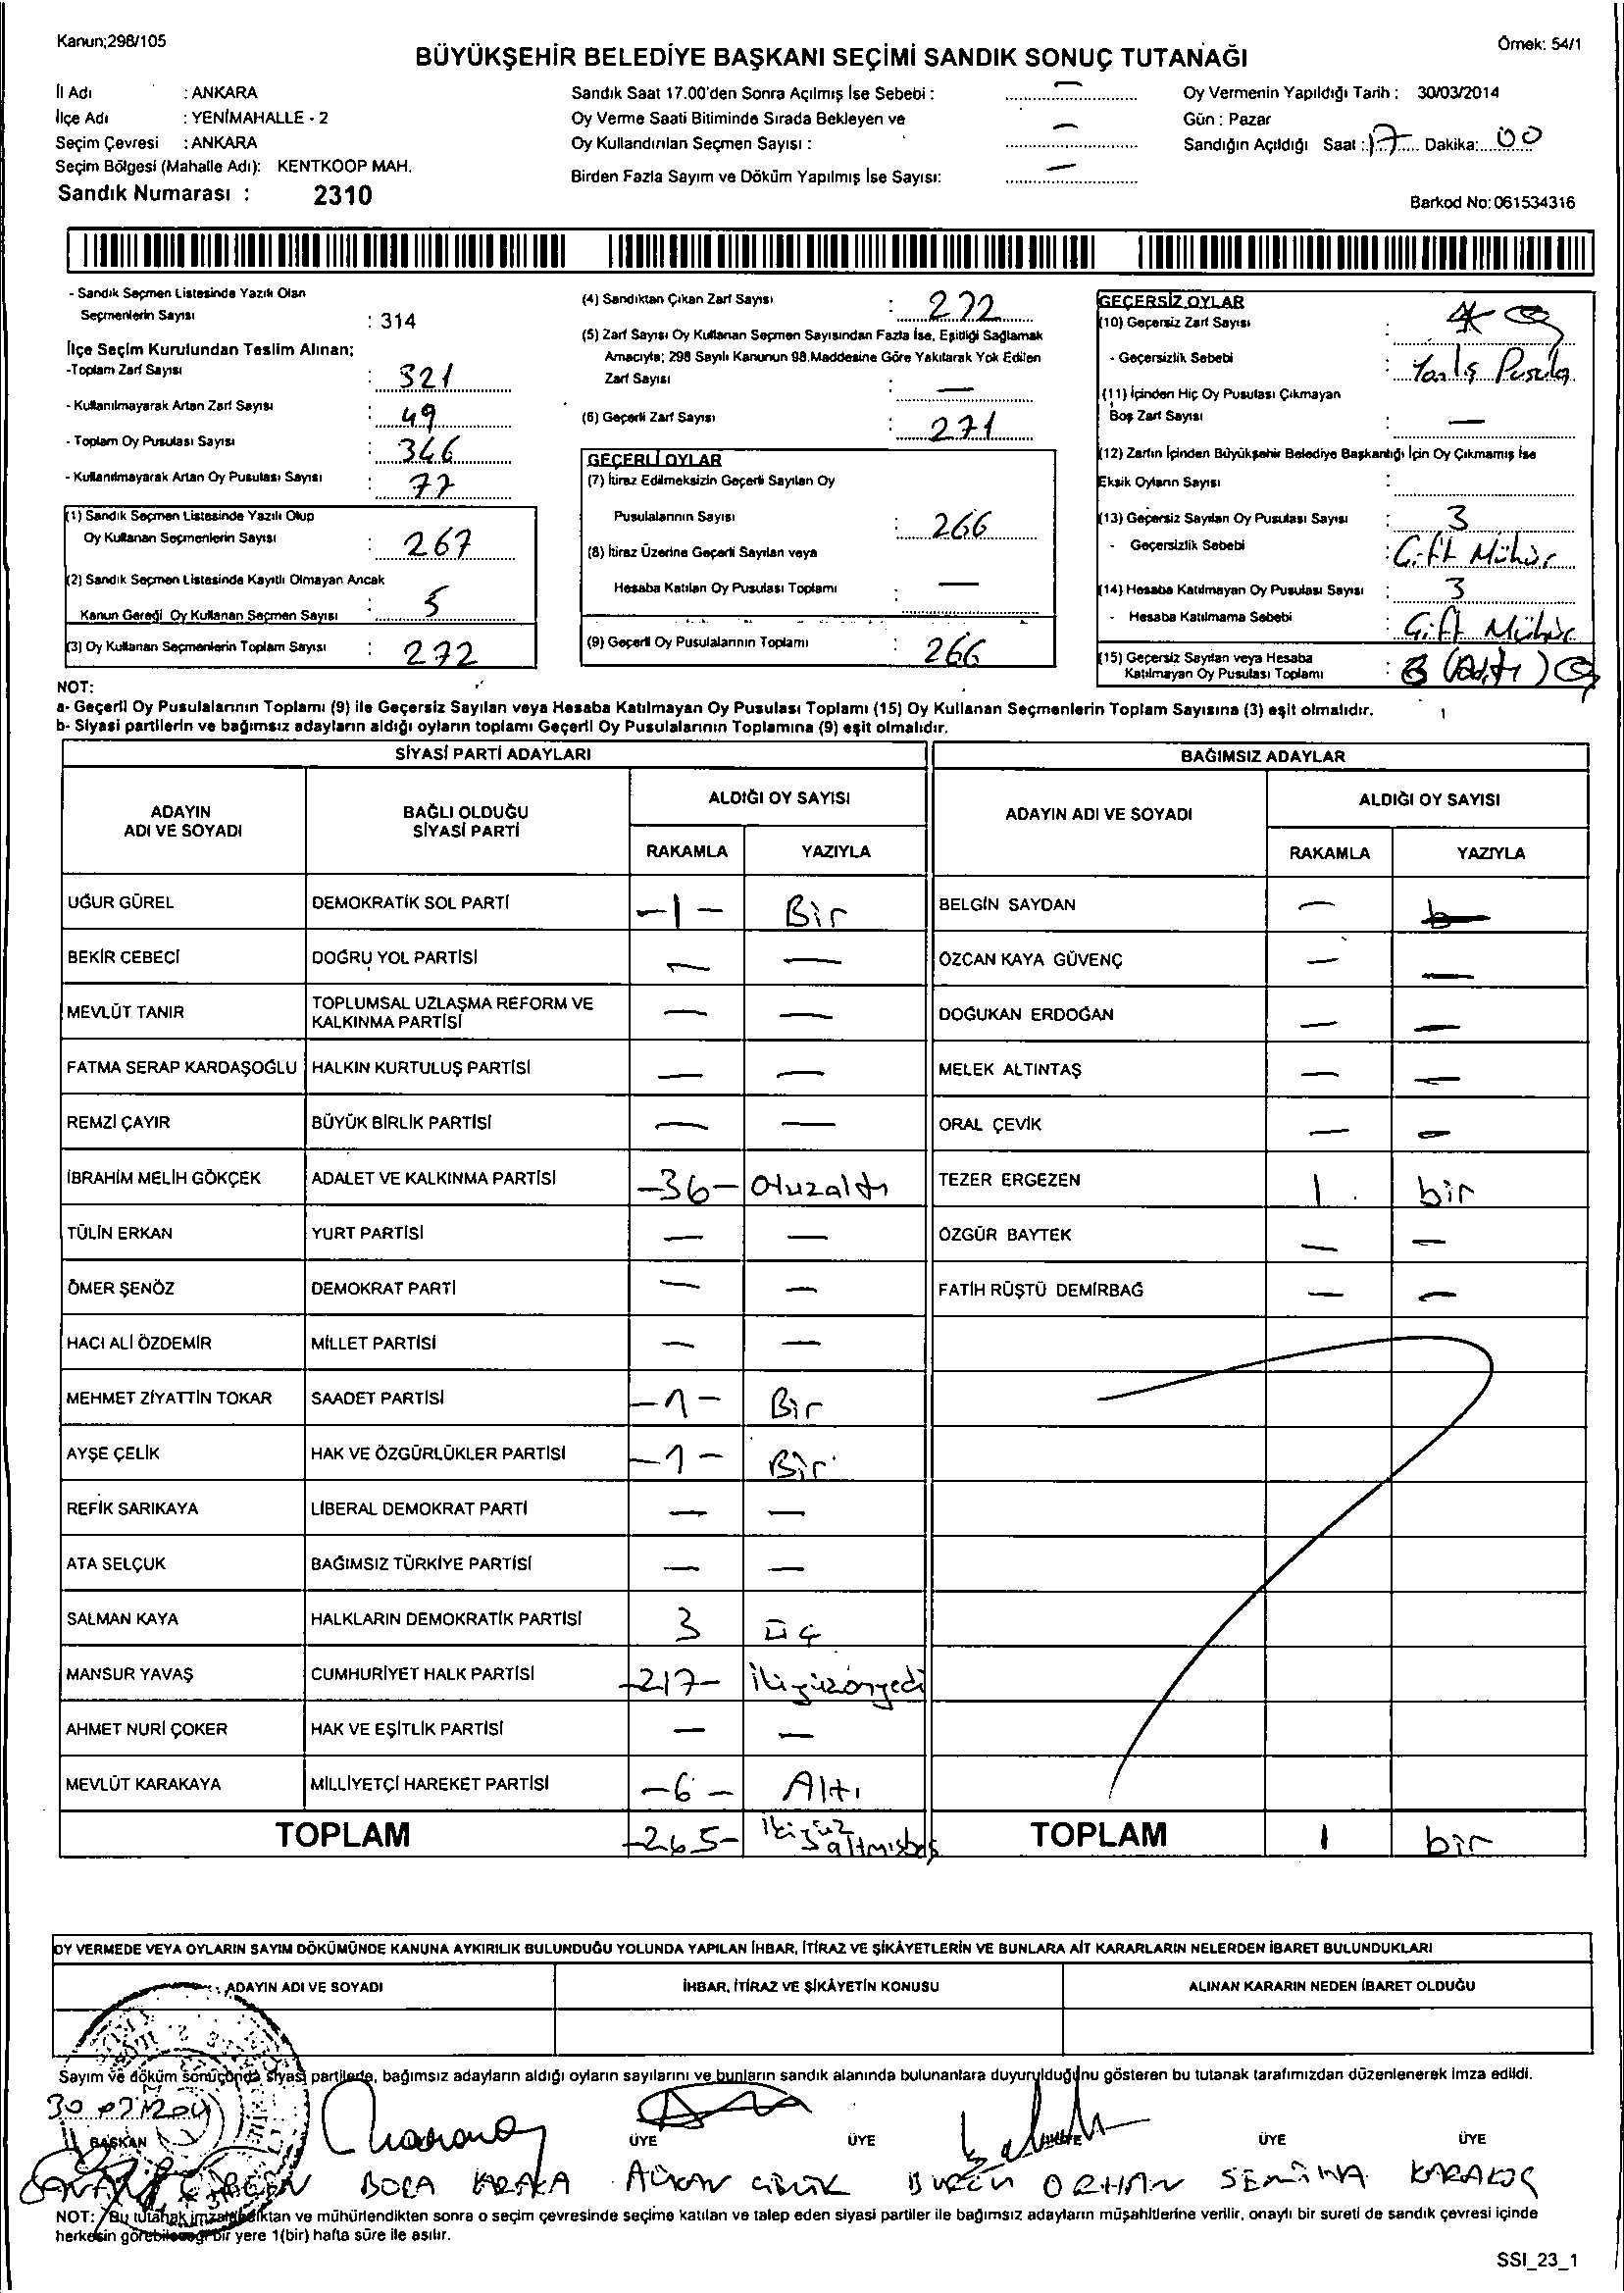 Kanun;298/105
Örnek: 54/1
BÜYÜKŞEHİR BELEDİYE BAŞKANI SEÇİMİ SANDIK SONUÇ TUTANAĞI
İl Adı : ANKARA
İlçe Adı : YENİMAHALLE - 2
Seçim Çevresi : ANKARA
Seçim Bölgesi (Mahalle Adı): KENTKOOP MAH.
Sandık Numarası : 2310
Sandık Saat 17.00'den Sonra Açılmış İse Sebebi : —
Oy Verme Saati Bitiminde Sırada Bekleyen ve
Oy Kullandırılan Seçmen Sayısı : —
Birden Fazla Sayım ve Döküm Yapılmış İse Sayısı: —
Oy Vermenin Yapıldığı Tarih : 30/03/2014
Gün : Pazar
Sandığın Açıldığı Saat : 17 Dakika: 00
Barkod No:061534316
- Sandık Seçmen Listesinde Yazılı Olan
Seçmenlerin Sayısı : 314
İlçe Seçim Kurulundan Teslim Alınan;
-Toplam Zarf Sayısı : 321
- Kullanılmayarak Artan Zarf Sayısı : 49
- Toplam Oy Pusulası Sayısı : 346
- Kullanılmayarak Artan Oy Pusulası Sayısı : 77
(1) Sandık Seçmen Listesinde Yazılı Olup
Oy Kullanan Seçmenlerin Sayısı : 267
(2) Sandık Seçmen Listesinde Kayıtlı Olmayan Ancak
Kanun Gereği Oy Kullanan Seçmen Sayısı : 5
(3) Oy Kullanan Seçmenlerin Toplam Sayısı : 272
(4) Sandıktan Çıkan Zarf Sayısı : 272
(5) Zarf Sayısı Oy Kullanan Seçmen Sayısından Fazla İse, Eşitliği Sağlamak
Amacıyla; 298 Sayılı Kanunun 98.Maddesine Göre Yakılarak Yok Edilen
Zarf Sayısı : —
(6) Geçerli Zarf Sayısı : 271
GEÇERLİ OYLAR
(7) İtiraz Edilmeksizin Geçerli Sayılan Oy
Pusulalarının Sayısı : 266
(8) İtiraz Üzerine Geçerli Sayılan veya
Hesaba Katılan Oy Pusulası Toplamı : —
(9) Geçerli Oy Pusulalarının Toplamı : 266
GEÇERSİZ OYLAR
(10) Geçersiz Zarf Sayısı :
- Geçersizlik Sebebi : Yanlış Pusula
(11) İçinden Hiç Oy Pusulası Çıkmayan
Boş Zarf Sayısı : —
(12) Zarfın İçinden Büyükşehir Belediye Başkanlığı İçin Oy Çıkmamış İse
Eksik Oyların Sayısı :
(13) Geçersiz Sayılan Oy Pusulası Sayısı : 3
- Geçersizlik Sebebi : Çift Mühür
(14) Hesaba Katılmayan Oy Pusulası Sayısı : 3
- Hesaba Katılmama Sebebi : Çift Mühür
(15) Geçersiz Sayılan veya Hesaba
Katılmayan Oy Pusulası Toplamı : 6 (Altı)
NOT:
a- Geçerli Oy Pusulalarının Toplamı (9) ile Geçersiz Sayılan veya Hesaba Katılmayan Oy Pusulası Toplamı (15) Oy Kullanan Seçmenlerin Toplam Sayısına (3) eşit olmalıdır.
b- Siyasi partilerin ve bağımsız adayların aldığı oyların toplamı Geçerli Oy Pusulalarının Toplamına (9) eşit olmalıdır.
SİYASİ PARTİ ADAYLARI
ADAYIN ADI VE SOYADI BAĞLI OLDUĞU SİYASİ PARTİ ALDIĞI OY SAYISI
RAKAMLA YAZIYLA
UĞUR GÜREL DEMOKRATİK SOL PARTİ -1- Bir
BEKİR CEBECİ DOĞRU YOL PARTİSİ — —
MEVLÜT TANIR TOPLUMSAL UZLAŞMA REFORM VE KALKINMA PARTİSİ — —
FATMA SERAP KARDAŞOĞLU HALKIN KURTULUŞ PARTİSİ — —
REMZİ ÇAYIR BÜYÜK BİRLİK PARTİSİ — —
İBRAHİM MELİH GÖKÇEK ADALET VE KALKINMA PARTİSİ -36- Otuzaltı
TÜLİN ERKAN YURT PARTİSİ — —
ÖMER ŞENÖZ DEMOKRAT PARTİ — —
HACI ALİ ÖZDEMİR MİLLET PARTİSİ — —
MEHMET ZİYATTİN TOKAR SAADET PARTİSİ -1- Bir
AYŞE ÇELİK HAK VE ÖZGÜRLÜKLER PARTİSİ -1- Bir
REFİK SARIKAYA LİBERAL DEMOKRAT PARTİ — —
ATA SELÇUK BAĞIMSIZ TÜRKİYE PARTİSİ — —
SALMAN KAYA HALKLARIN DEMOKRATİK PARTİSİ 3 üç
MANSUR YAVAŞ CUMHURİYET HALK PARTİSİ -217- ikiyüzonyedi
AHMET NURİ ÇOKER HAK VE EŞİTLİK PARTİSİ — —
MEVLÜT KARAKAYA MİLLİYETÇİ HAREKET PARTİSİ -6- Altı
TOPLAM -265- ikiyüz altmışbeş
BAĞIMSIZ ADAYLAR
ADAYIN ADI VE SOYADI ALDIĞI OY SAYISI
RAKAMLA YAZIYLA
BELGİN SAYDAN — —
ÖZCAN KAYA GÜVENÇ — —
DOĞUKAN ERDOĞAN — —
MELEK ALTINTAŞ — —
ORAL ÇEVİK — —
TEZER ERGEZEN 1 bir
ÖZGÜR BAYTEK — —
FATİH RÜŞTÜ DEMİRBAĞ — —
TOPLAM 1 bir
OY VERMEDE VEYA OYLARIN SAYIM DÖKÜMÜNDE KANUNA AYKIRILIK BULUNDUĞU YOLUNDA YAPILAN İHBAR, İTİRAZ VE ŞİKÂYETLERİN VE BUNLARA AİT KARARLARIN NELERDEN İBARET BULUNDUKLARI
ADAYIN ADI VE SOYADI İHBAR, İTİRAZ VE ŞİKÂYETİN KONUSU ALINAN KARARIN NEDEN İBARET OLDUĞU
Sayım ve döküm sonucunda siyasi partilerle, bağımsız adayların aldığı oyların sayılarını ve bunların sandık alanında bulunanlara duyurulduğunu gösteren bu tutanak tarafımızdan düzenlenerek imza edildi.
BAŞKAN ÜYE ÜYE ÜYE ÜYE
BORA BURCU ORHAN KARAKOÇ
NOT: Bu tutanak imzalandıktan ve mühürlendikten sonra o seçim çevresinde seçime katılan ve talep eden siyasi partiler ile bağımsız adayların müşahitlerine verilir, onaylı bir sureti de sandık çevresi içinde
herkesin görebileceği bir yere 1(bir) hafta süre ile asılır.
SSI_23_1